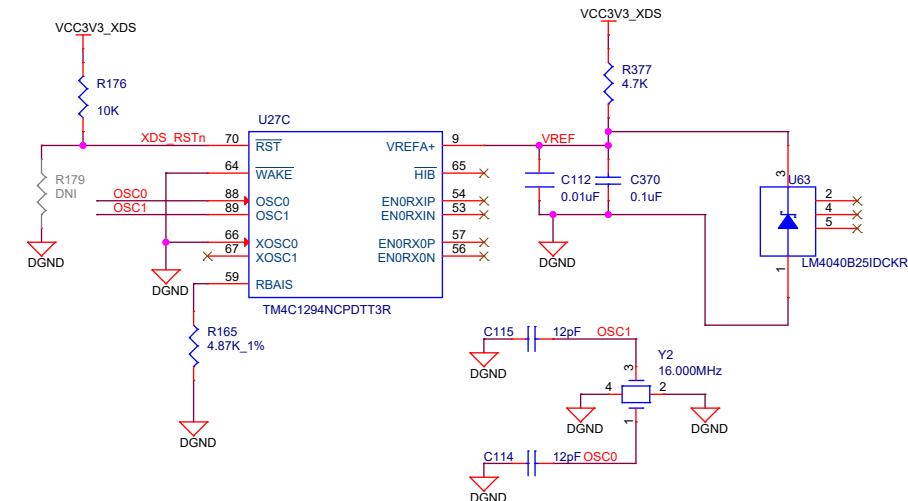 VCC3V3_XDS
VCC3V3_XDS
R176
10K
R377
4.7K
U27C
XDS_RSTn
70
RST
VREFA+
9
VREF
R179
DNI
64
WAKE
HIB
65
C112
0.01uF
C370
0.1uF
3
U63
OSC0
88
OSC0
EN0RXIP
54
OSC1
89
OSC1
EN0RXIN
53
2
4
5
66
XOSC0
EN0RX0P
57
67
XOSC1
EN0RX0N
56
DGND
DGND
DGND
LM4040B25IDCKR
1
59
RBAIS
TM4C1294NCPDTT3R
R165
4.87K_1%
C115
12pF
OSC1
DGND
3
Y2
16.000MHz
4
2
DGND
DGND
1
DGND
C114
12pF
OSC0
DGND